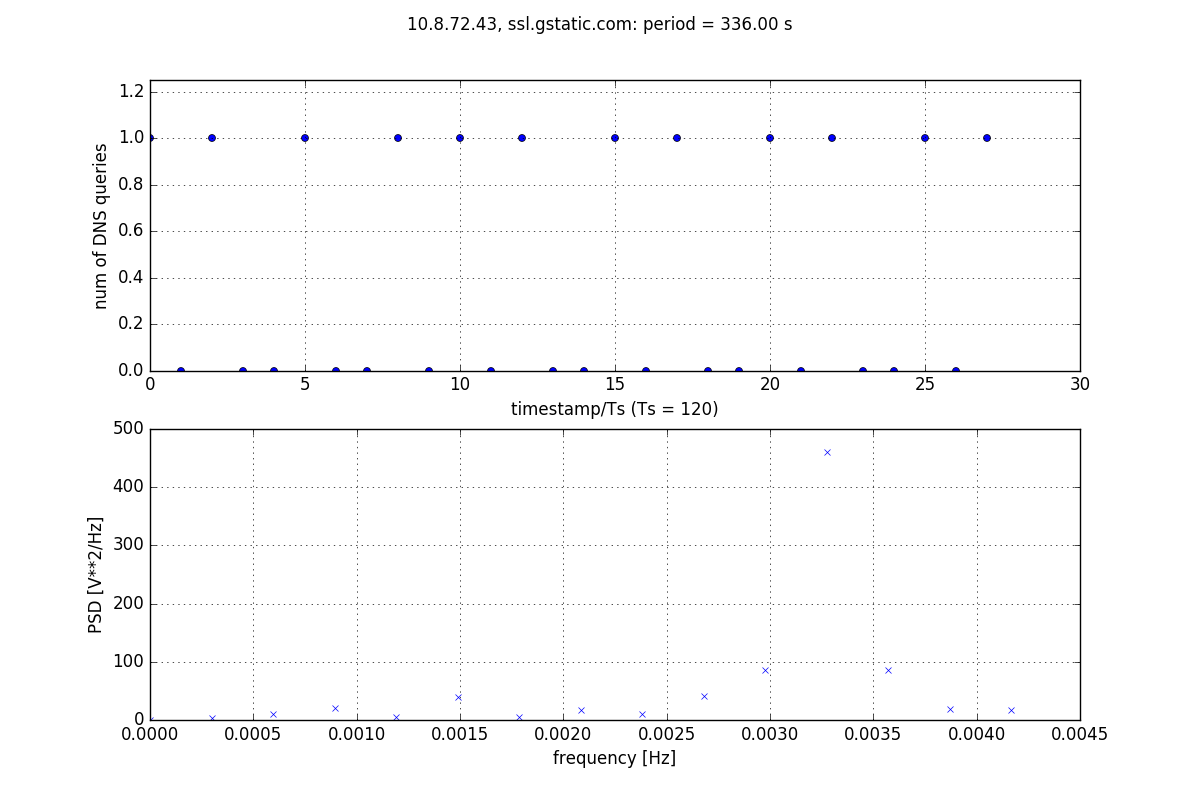 10.8.72.43, ssl.gstatic.com: period = 336.00 s
1.2
1.0
0.8
0.6
0.4
0.2
0.0
num of DNS queries
0 5 10 15 20 25 30
timestamp/Ts (Ts = 120)
500
400
300
200
100
0
PSD [V**2/Hz]
0.0000 0.0005 0.0010 0.0015 0.0020 0.0025 0.0030 0.0035 0.0040 0.0045
frequency [Hz]